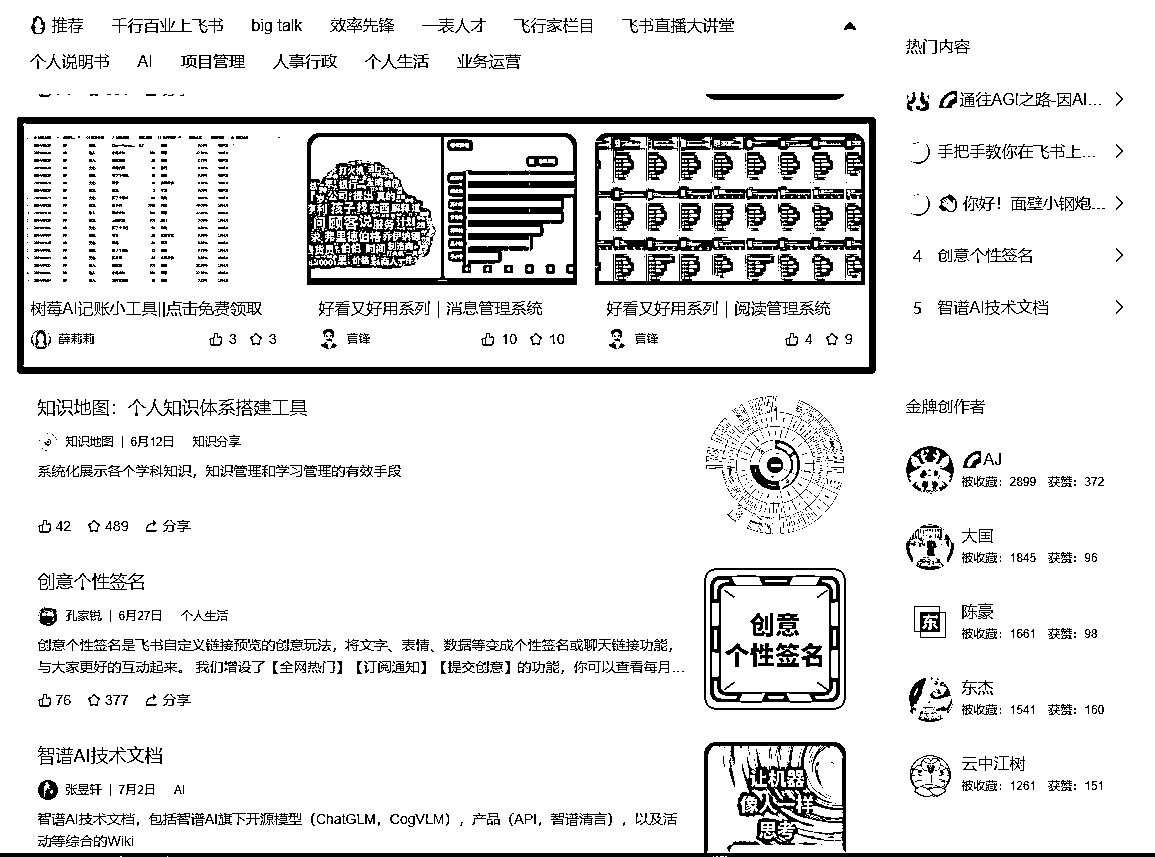 推荐 千行百业上飞书 big talk 效率先锋 一表人才 飞行家栏目 飞书直播大讲堂
个人说明书 AI 项目管理 人事行政 个人生活 业务运营
树莓AI记账小工具||点击免费领取
薛莉莉 3 3
好看又好用系列 | 消息管理系统
言锋 10 10
好看又好用系列 | 阅读管理系统
言锋 4 9
知识地图：个人知识体系搭建工具
知识地图 | 6月12日 知识分享
系统化展示各个学科知识，知识管理和学习管理的有效手段
42 489 分享
创意个性签名
孔家锐 | 6月27日 个人生活
创意个性签名是飞书自定义链接预览的创意玩法，将文字、表情、数据等变成个性签名或聊天链接功能，
与大家更好的互动起来。 我们增设了【全网热门】【订阅通知】【提交创意】的功能，你可以查看每月...
76 377 分享
创意
个性签名
智谱AI技术文档
张昱轩 | 7月2日 AI
智谱AI技术文档，包括智谱AI旗下开源模型（ChatGLM，CogVLM），产品（API，智谱清言），以及活
动等综合的Wiki
让机器
像人一样
思考
热门内容
通往AGI之路-因AI...
手把手教你在飞书上...
你好！面壁小钢炮...
4 创意个性签名
5 智谱AI技术文档
金牌创作者
AJ
被收藏：2899 获赞：372
大国
被收藏：1845 获赞：96
东
陈豪
被收藏：1661 获赞：98
东杰
被收藏：1541 获赞：160
云中江树
被收藏：1261 获赞：151